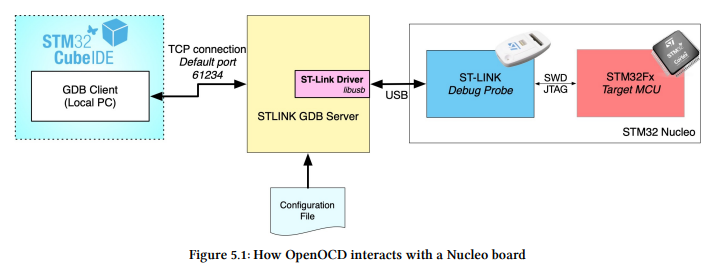 STM32
CubeIDE
GDB Client
(Local PC)
TCP connection
Default port
61234
ST-Link Driver
libusb
STLINK GDB Server
Configuration
File
USB
ST-LINK
Debug Probe
SWD
JTAG
STM32Fx
Target MCU
STM32 Nucleo
Figure 5.1: How OpenOCD interacts with a Nucleo board